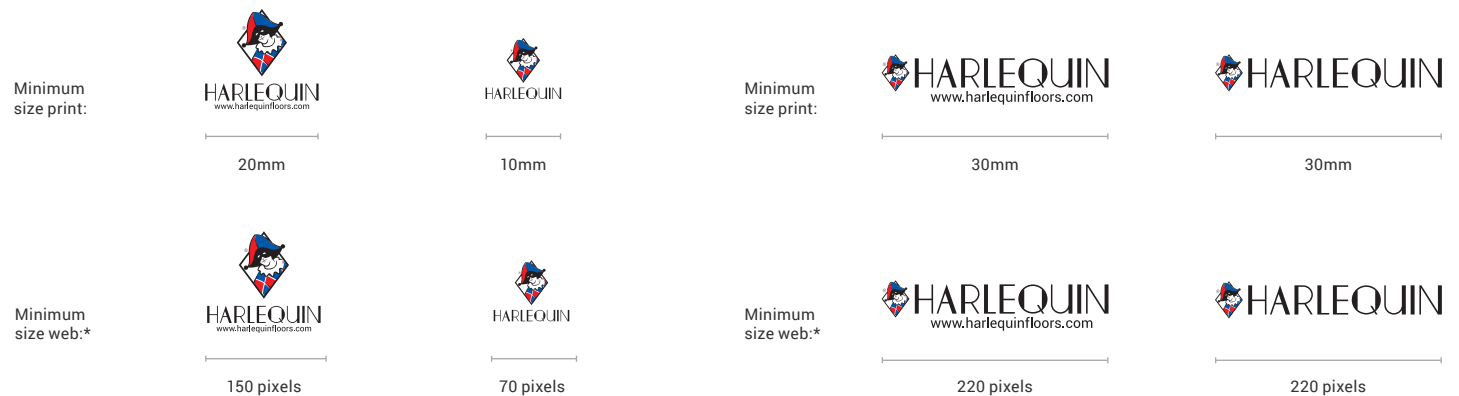 Minimum
size print:
HARLEQUIN
www.harlequinfloors.com
20mm
HARLEQUIN
10mm
Minimum
size print:
HARLEQUIN
www.harlequinfloors.com
30mm
HARLEQUIN
30mm
Minimum
size web:*
HARLEQUIN
www.harlequinfloors.com
150 pixels
HARLEQUIN
70 pixels
Minimum
size web:*
HARLEQUIN
www.harlequinfloors.com
220 pixels
HARLEQUIN
220 pixels